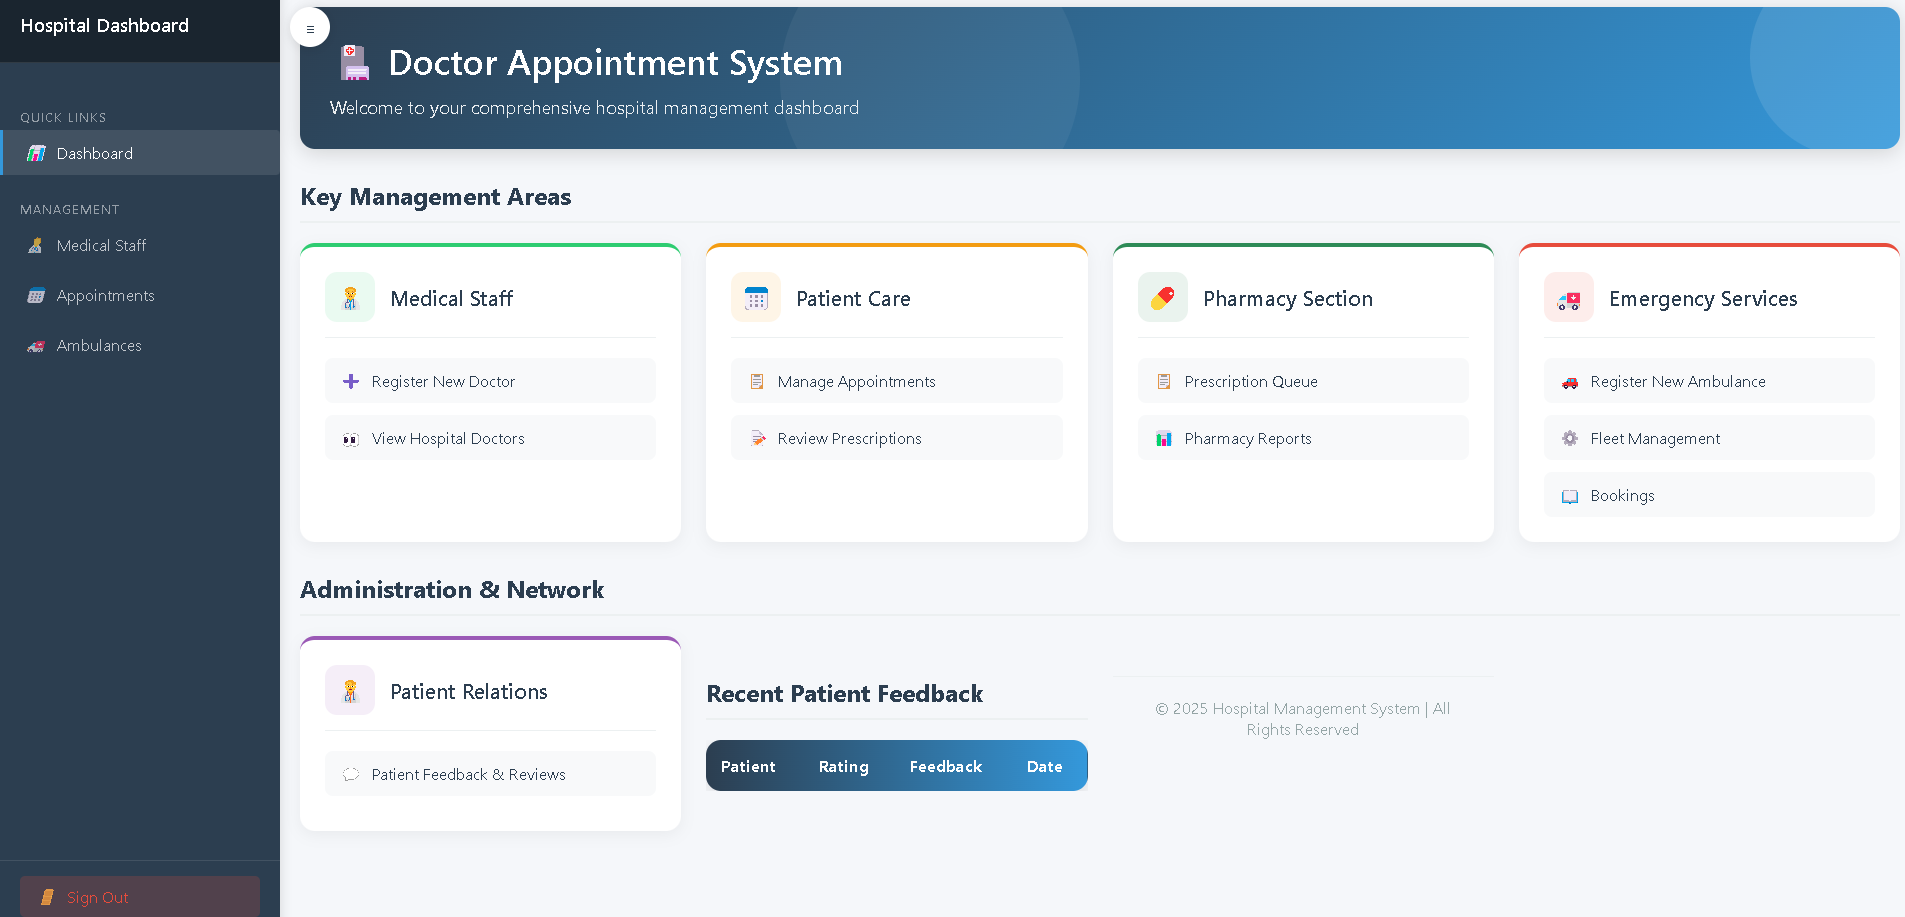 Hospital Dashboard
QUICK LINKS
Dashboard
MANAGEMENT
Medical Staff
Appointments
Ambulances
Sign Out
Doctor Appointment System
Welcome to your comprehensive hospital management dashboard
Key Management Areas
Medical Staff
Register New Doctor
View Hospital Doctors
Patient Care
Manage Appointments
Review Prescriptions
Pharmacy Section
Prescription Queue
Pharmacy Reports
Emergency Services
Register New Ambulance
Fleet Management
Bookings
Administration & Network
Patient Relations
Patient Feedback & Reviews
Recent Patient Feedback
Patient Rating Feedback Date
© 2025 Hospital Management System | All
Rights Reserved